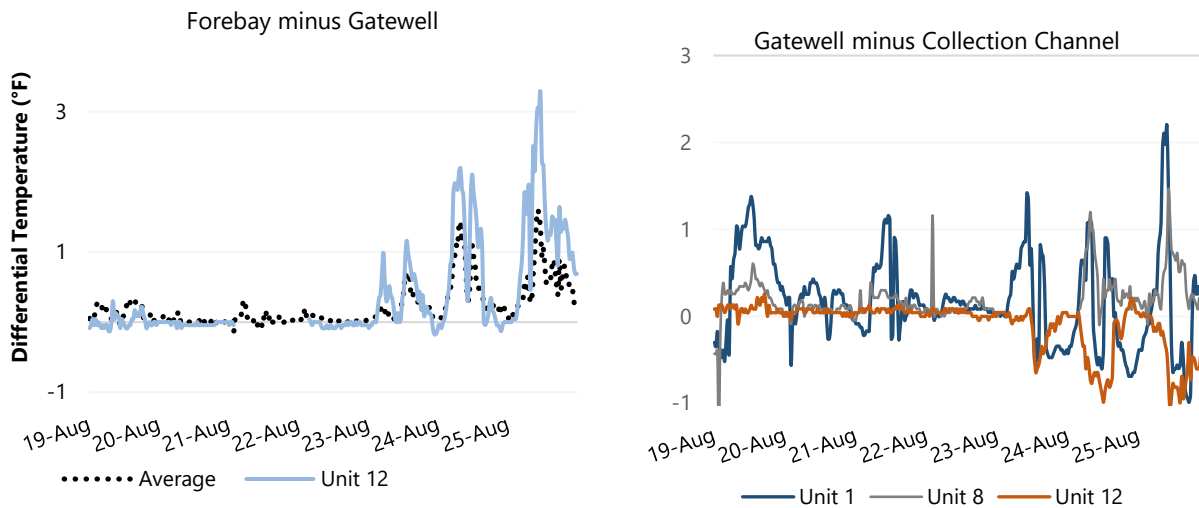 Forebay minus Gatewell
Differential Temperature (°F)
3
1
-1
19-Aug 20-Aug 21-Aug 22-Aug 23-Aug 24-Aug 25-Aug
Average Unit 12
Gatewell minus Collection Channel
3
2
1
0
-1
19-Aug 20-Aug 21-Aug 22-Aug 23-Aug 24-Aug 25-Aug
Unit 1 Unit 8 Unit 12